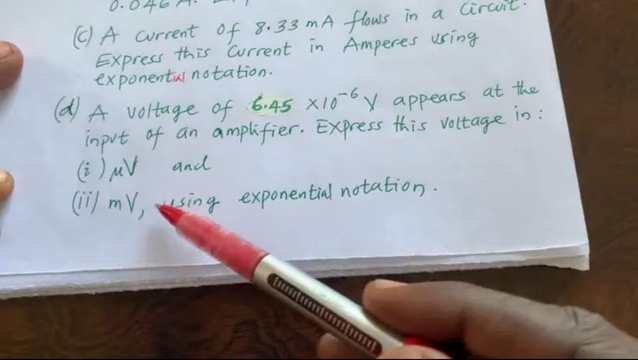 0.046A.
(c) A current of 8.33 mA flows in a circuit.
Express this current in Amperes using
exponential notation.
(d) A voltage of 6.45 ×10⁻⁶ V appears at the
input of an amplifier. Express this voltage in:
(i) μV and
(ii) mV, using exponential notation.